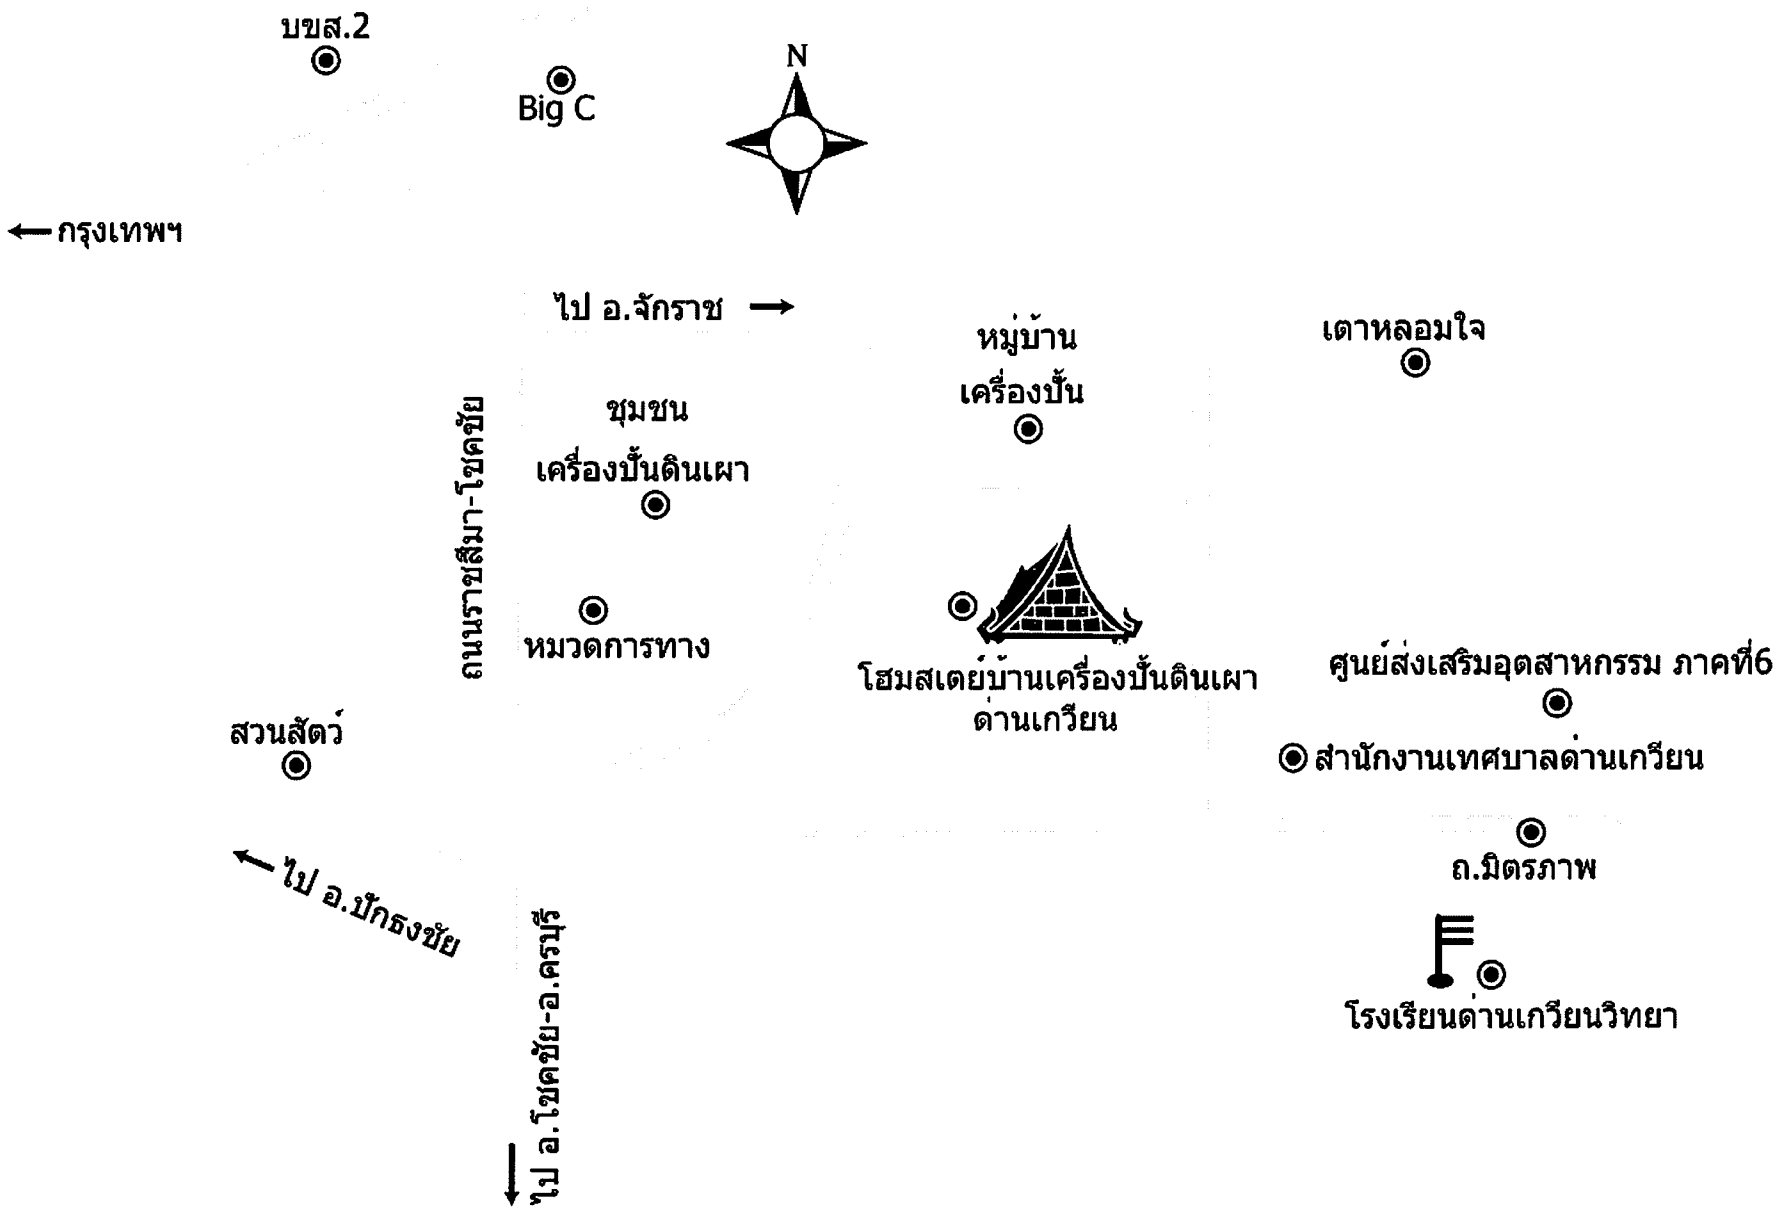 บขส.2
Big C
N
กรุงเทพฯ
ไป อ.จักราช
หมู่บ้าน
เครื่องปั้น
เตาหลอมใจ
ชุมชน
เครื่องปั้นดินเผา
ถนนราชสีมา-โชคชัย
หมวดการทาง
โฮมสเตย์บ้านเครื่องปั้นดินเผา
ด่านเกวียน
ศูนย์ส่งเสริมอุตสาหกรรม ภาคที่6
สวนสัตว์
สำนักงานเทศบาลด่านเกวียน
ถ.มิตรภาพ
ไป อ.ปักธงชัย
ไป อ.โชคชัย-อ.ครบุรี
โรงเรียนด่านเกวียนวิทยา